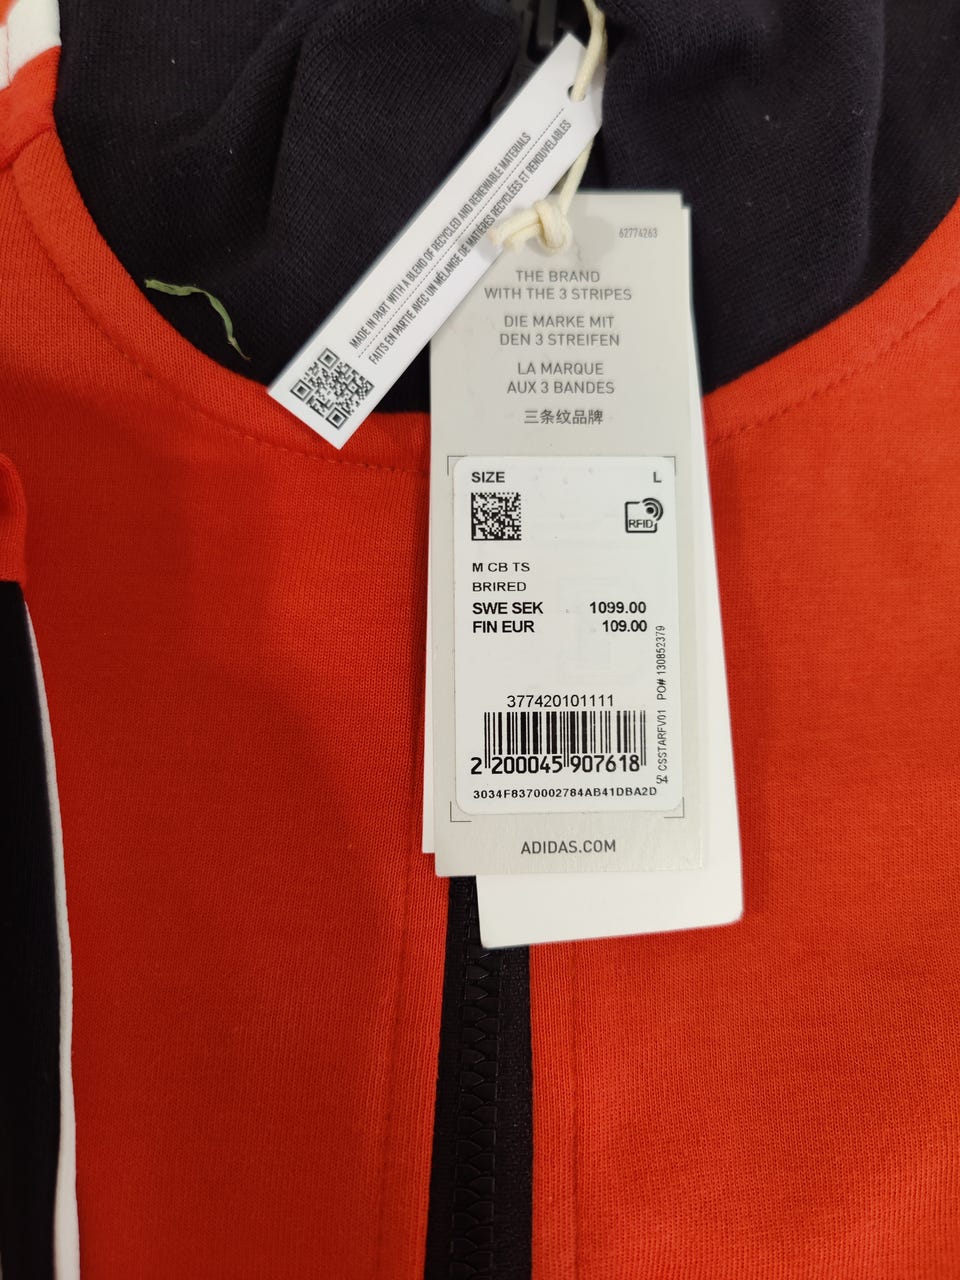 MADE IN PART WITH A BLEND OF RECYCLED AND RENEWABLE MATERIALS
FAITS EN PARTIE AVEC UN MÉLANGE DE MATIÈRES RECYCLÉES ET RENOUVELABLES
62774263
THE BRAND
WITH THE 3 STRIPES
DIE MARKE MIT
DEN 3 STREIFEN
LA MARQUE
AUX 3 BANDES
三条纹品牌
SIZE L
RFID
M CB TS
BRIRED
SWE SEK 1099.00
FIN EUR 109.00
377420101111
2 200045 907618
3034F8370002784AB41DBA2D
54 CSSTARFV01 PO# 130852379
ADIDAS.COM